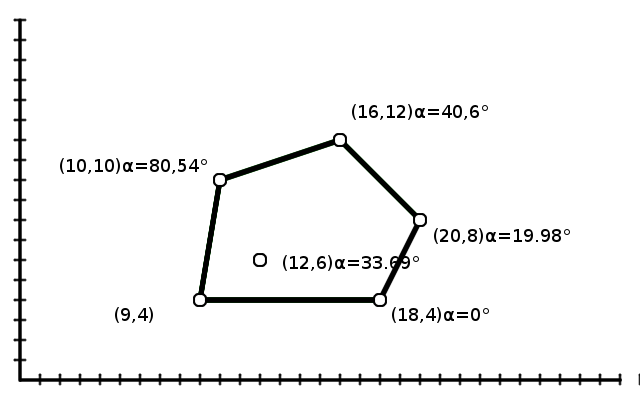 (16,12)α=40,6°
(10,10)α=80,54°
(20,8)α=19.98°
(12,6)α=33.69°
(9,4)
(18,4)α=0°